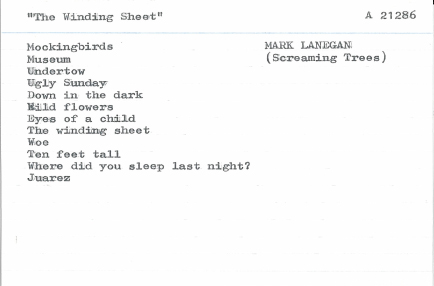 "The Winding Sheet"
A 21286
Mockingbirds
Museum
Undertow
Ugly Sunday
Down in the dark
Wild flowers
Eyes of a child
The winding sheet
Woe
Ten feet tall
Where did you sleep last night?
Juarez
MARK LANEGAN
(Screaming Trees)